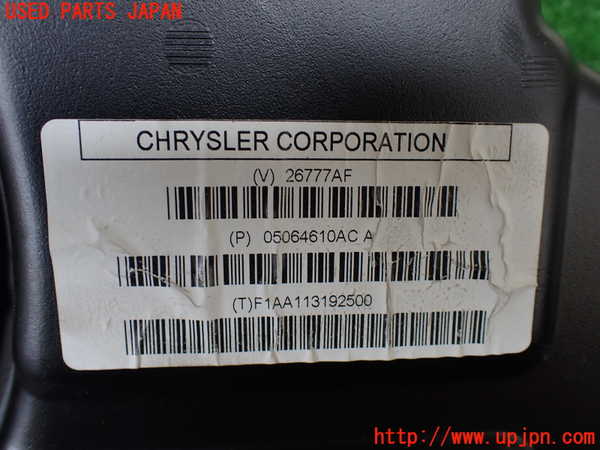 USED PARTS JAPAN
CHRYSLER CORPORATION
(V) 26777AF
(P) 05064610AC A
(T)F1AA113192500
http://www.upjpn.com/